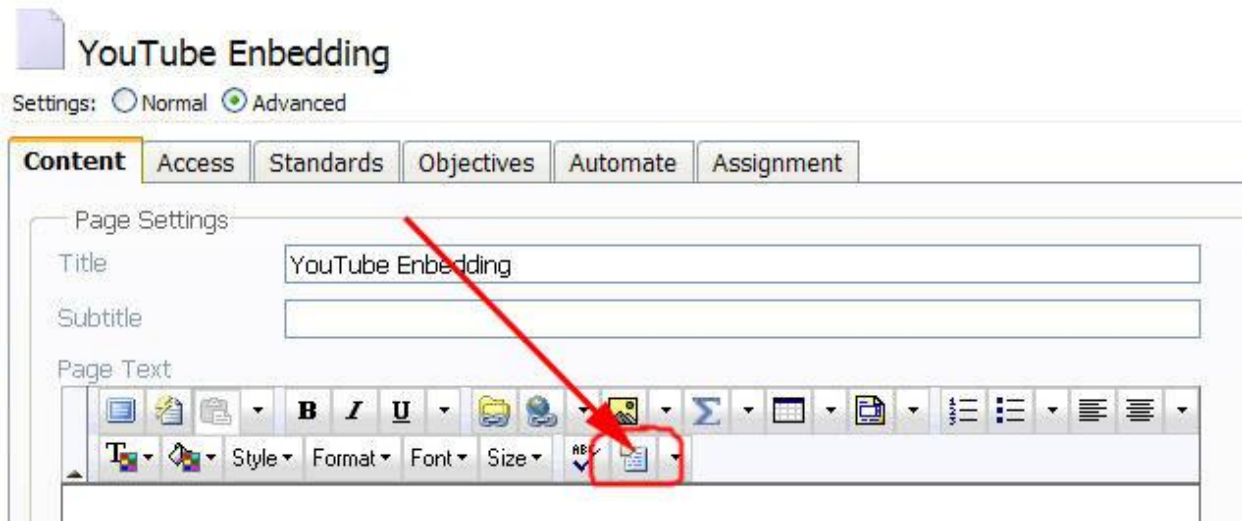 YouTube Enbedding
Settings: Normal Advanced
Content Access Standards Objectives Automate Assignment
Page Settings
Title YouTube Enbedding
Subtitle
Page Text
B I U Σ
T Style Format Font Size ABC